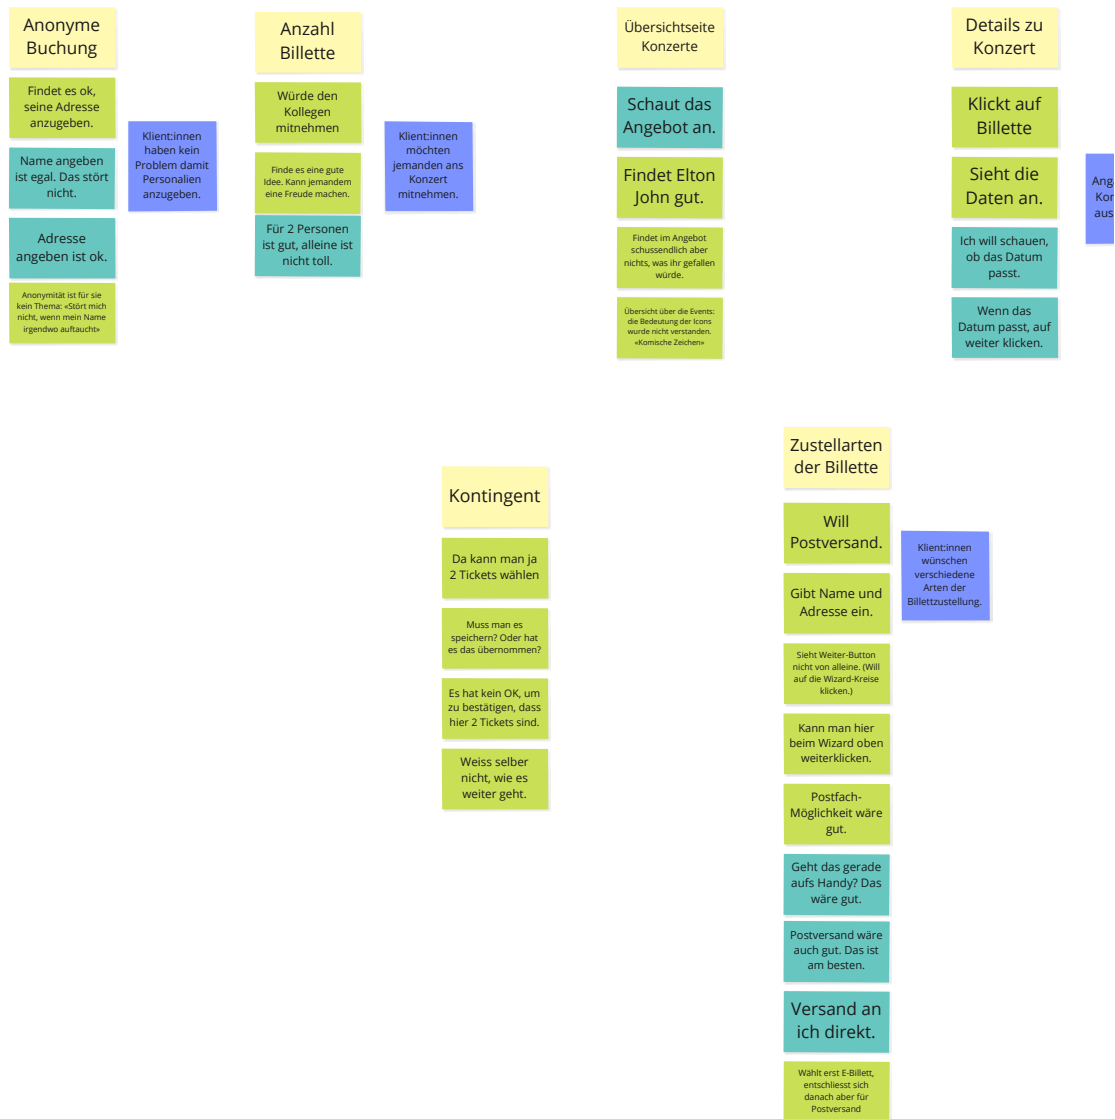 Anonyme
Buchung
Findet es ok,
seine Adresse
anzugeben.
Name angeben
ist egal. Das stört
nicht.
Adresse
angeben ist ok.
Anonymität ist für sie
kein Thema: «Stört mich
nicht, wenn mein Name
irgendwo auftaucht»
Klient:innen
haben kein
Problem damit
Personalien
anzugeben.
Anzahl
Billette
Würde den
Kollegen
mitnehmen
Finde es eine gute
Idee. Kann jemandem
eine Freude machen.
Für 2 Personen
ist gut, alleine ist
nicht toll.
Klient:innen
möchten
jemanden ans
Konzert
mitnehmen.
Übersichtseite
Konzerte
Schaut das
Angebot an.
Findet Elton
John gut.
Findet im Angebot
schussendlich aber
nichts, was ihr gefallen
würde.
Übersicht über die Events:
die Bedeutung der Icons
wurde nicht verstanden.
«Komische Zeichen»
Details zu
Konzert
Klickt auf
Billette
Sieht die
Daten an.
Ich will schauen,
ob das Datum
passt.
Wenn das
Datum passt, auf
weiter klicken.
Kontingent
Da kann man ja
2 Tickets wählen
Muss man es
speichern? Oder hat
es das übernommen?
Es hat kein OK, um
zu bestätigen, dass
hier 2 Tickets sind.
Weiss selber
nicht, wie es
weiter geht.
Zustellarten
der Billette
Will
Postversand.
Gibt Name und
Adresse ein.
Sieht Weiter-Button
nicht von alleine. (Will
auf die Wizard-Kreise
klicken.)
Kann man hier
beim Wizard oben
weiterklicken.
Postfach-
Möglichkeit wäre
gut.
Geht das gerade
aufs Handy? Das
wäre gut.
Postversand wäre
auch gut. Das ist
am besten.
Versand an
ich direkt.
Wählt erst E-Billett,
entschliesst sich
danach aber für
Postversand
Klient:innen
wünschen
verschiedene
Arten der
Billettzustellung.